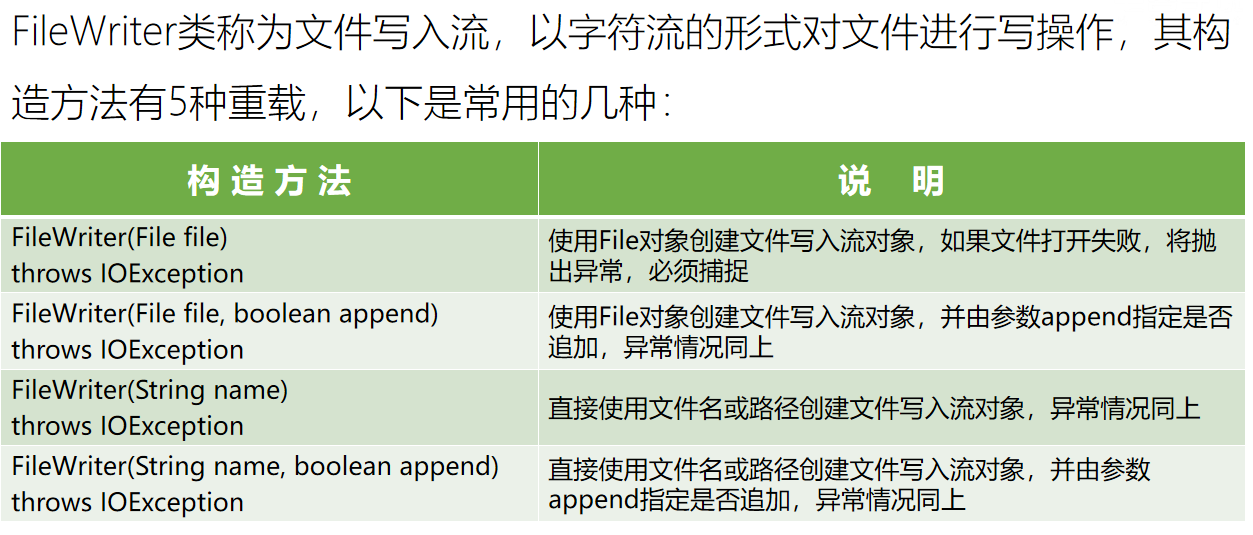 FileWriter类称为文件写入流，以字符流的形式对文件进行写操作，其构
造方法有5种重载，以下是常用的几种：
构 造 方 法
说 明
FileWriter(File file)
throws IOException
使用File对象创建文件写入流对象，如果文件打开失败，将抛
出异常，必须捕捉
FileWriter(File file, boolean append)
throws IOException
使用File对象创建文件写入流对象，并由参数append指定是否
追加，异常情况同上
FileWriter(String name)
throws IOException
直接使用文件名或路径创建文件写入流对象，异常情况同上
FileWriter(String name, boolean append)
throws IOException
直接使用文件名或路径创建文件写入流对象，并由参数
append指定是否追加，异常情况同上